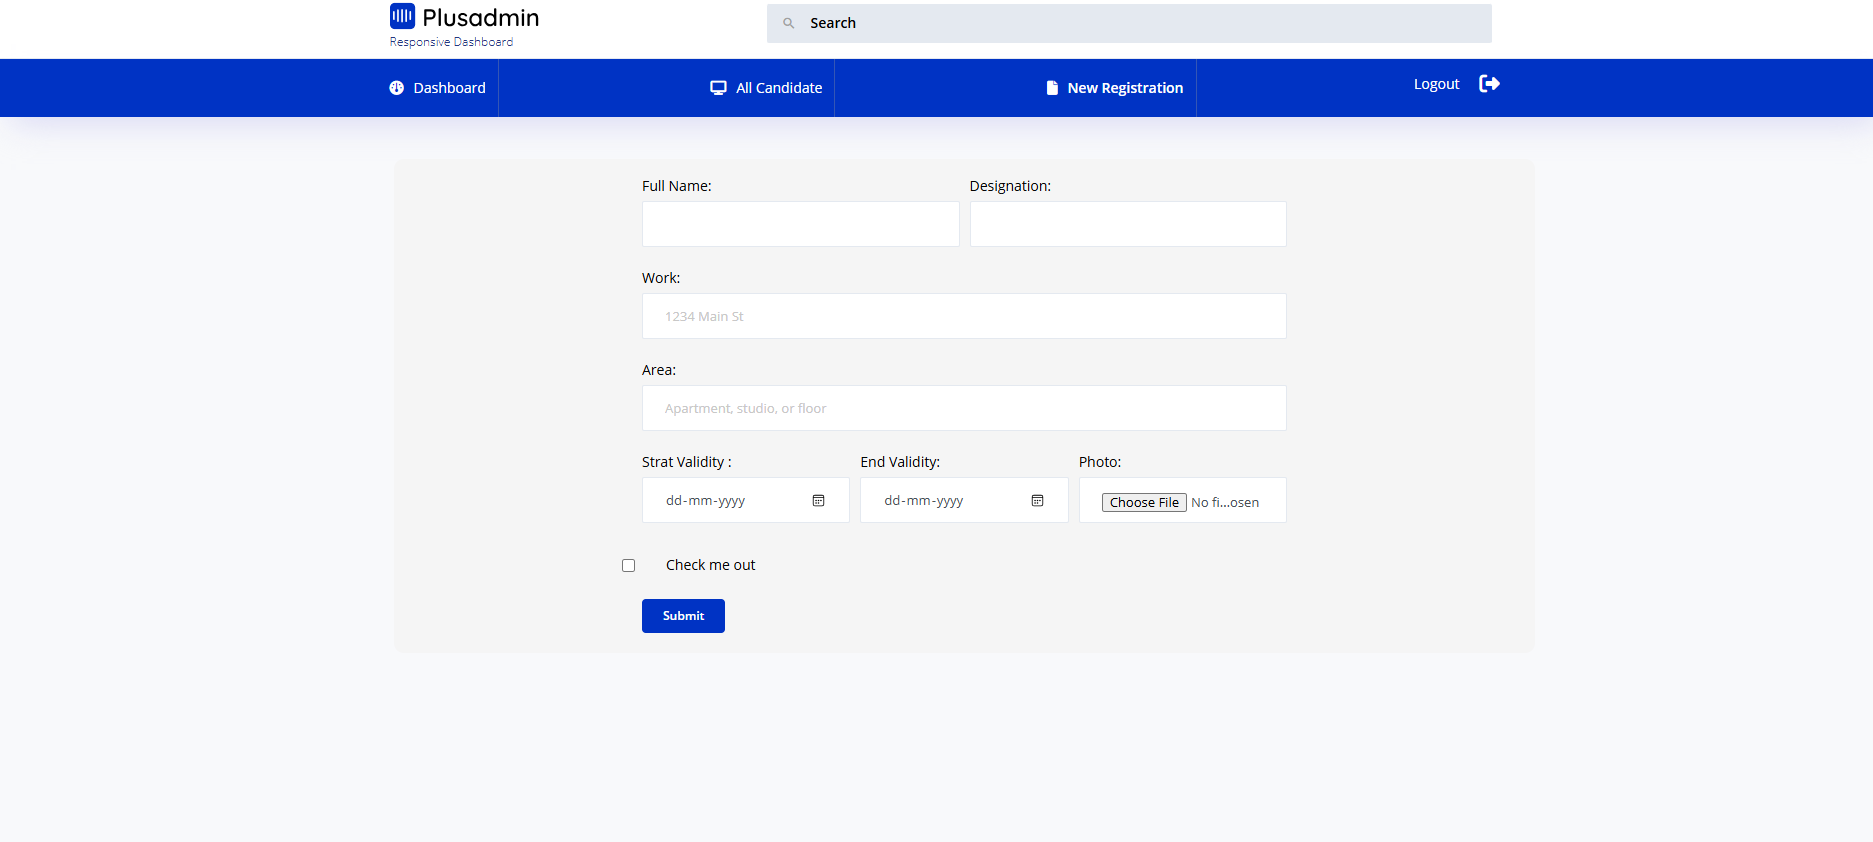 Plusadmin
Responsive Dashboard
Search
Dashboard
All Candidate
New Registration
Logout
Full Name:
Designation:
Work:
1234 Main St
Area:
Apartment, studio, or floor
Strat Validity :
End Validity:
Photo:
dd-mm-yyyy
dd-mm-yyyy
Choose File No fi...osen
Check me out
Submit